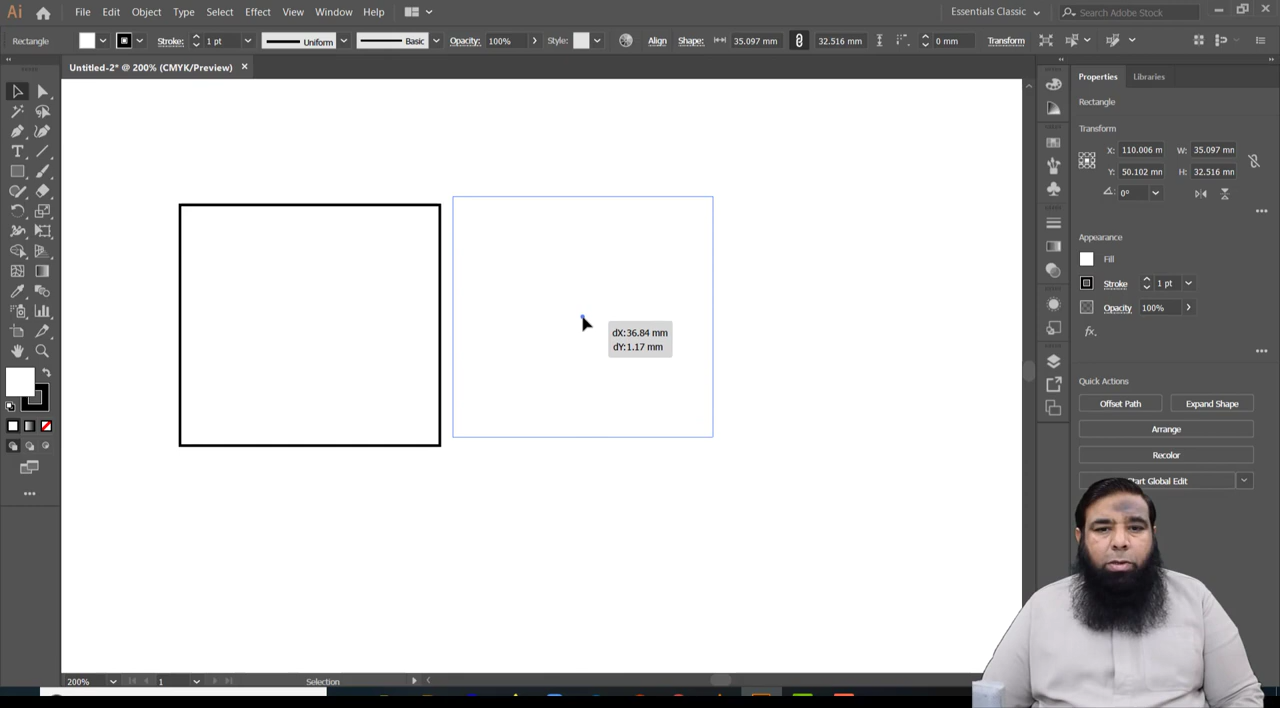 Ai File Edit Object Type Select Effect View Window Help Essentials Classic Search Adobe Stock
Rectangle Stroke: 1 pt Uniform Basic Opacity: 100% Style: Align Shape: 35.097 mm 32.516 mm 0 mm Transform
Untitled-2* @ 200% (CMYK/Preview) ×
Properties Libraries
Rectangle
Transform
X: 110.006 m W: 35.097 mr
Y: 50.102 mr H: 32.516 mr
0°
Appearance
Fill
Stroke 1 pt
Opacity 100%
fx.
Quick Actions
Offset Path Expand Shape
Arrange
Recolor
Start Global Edit
dX:36.84 mm
dY:1.17 mm
200% 1 Selection